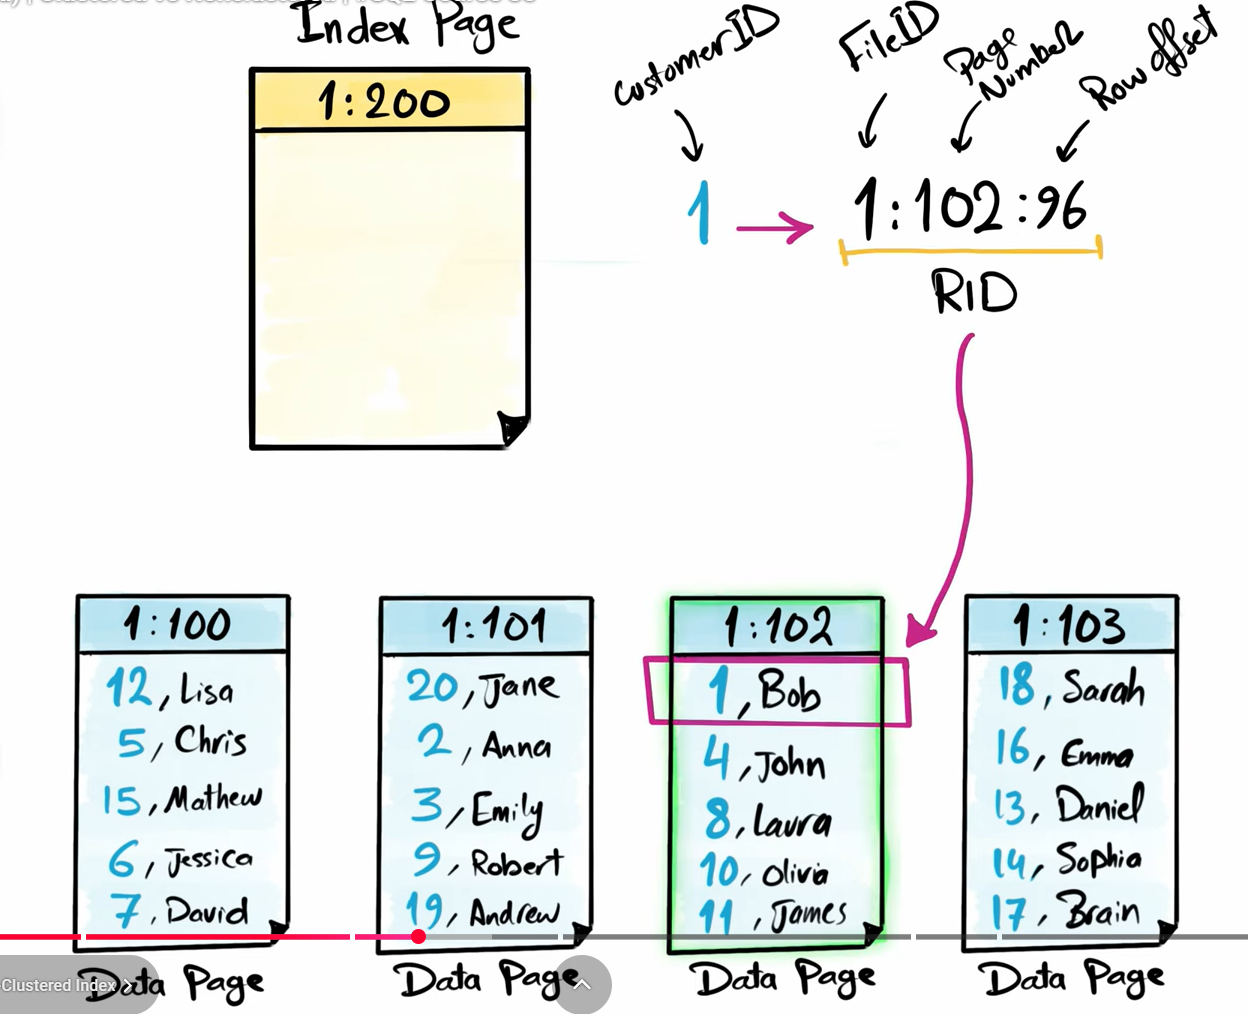 Index Page
1:200
CustomerID
FileID
Page
Number
Row offset
1 → 1:102:96
RID
1:100
12, Lisa
5, Chris
15, Mathew
6, Jessica
7, David
Data Page
1:101
20, Jane
2, Anna
3, Emily
9, Robert
19, Andrew
Data Page
1:102
1, Bob
4, John
8, Laura
10, Olivia
11, James
Data Page
1:103
18, Sarah
16, Emma
13, Daniel
14, Sophia
17, Brain
Data Page
Clustered Index